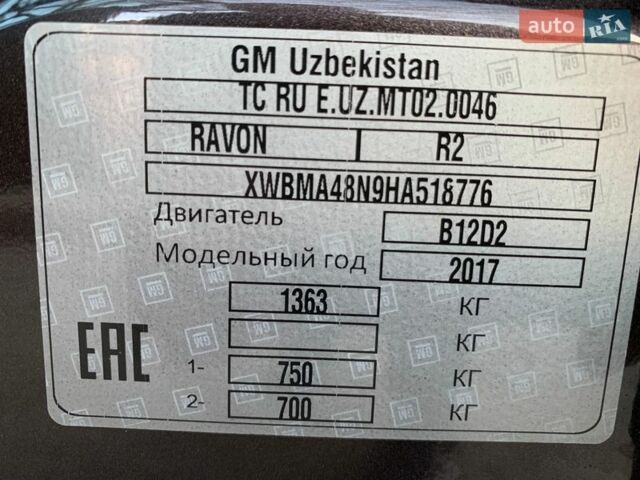 auto RIA.com
GM Uzbekistan
TC RU E.UZ.MT02.0046
RAVON R2
XWBMA48N9HA518776
Двигатель B12D2
Модельный год 2017
1363 КГ
КГ
EAC 1- 750 КГ
2- 700 КГ